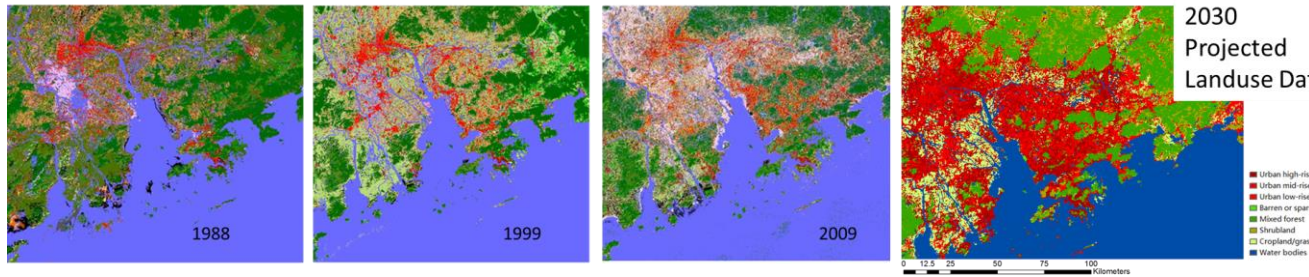 1988
1999
2009
2030
Projected
Landuse Da
Urban high-ris
Urban mid-rise
Urban low-rise
Barren or spar
Mixed forest
Shrubland
Cropland/gras
Water bodies
0 12.5 25 50 75 100
Kilometers